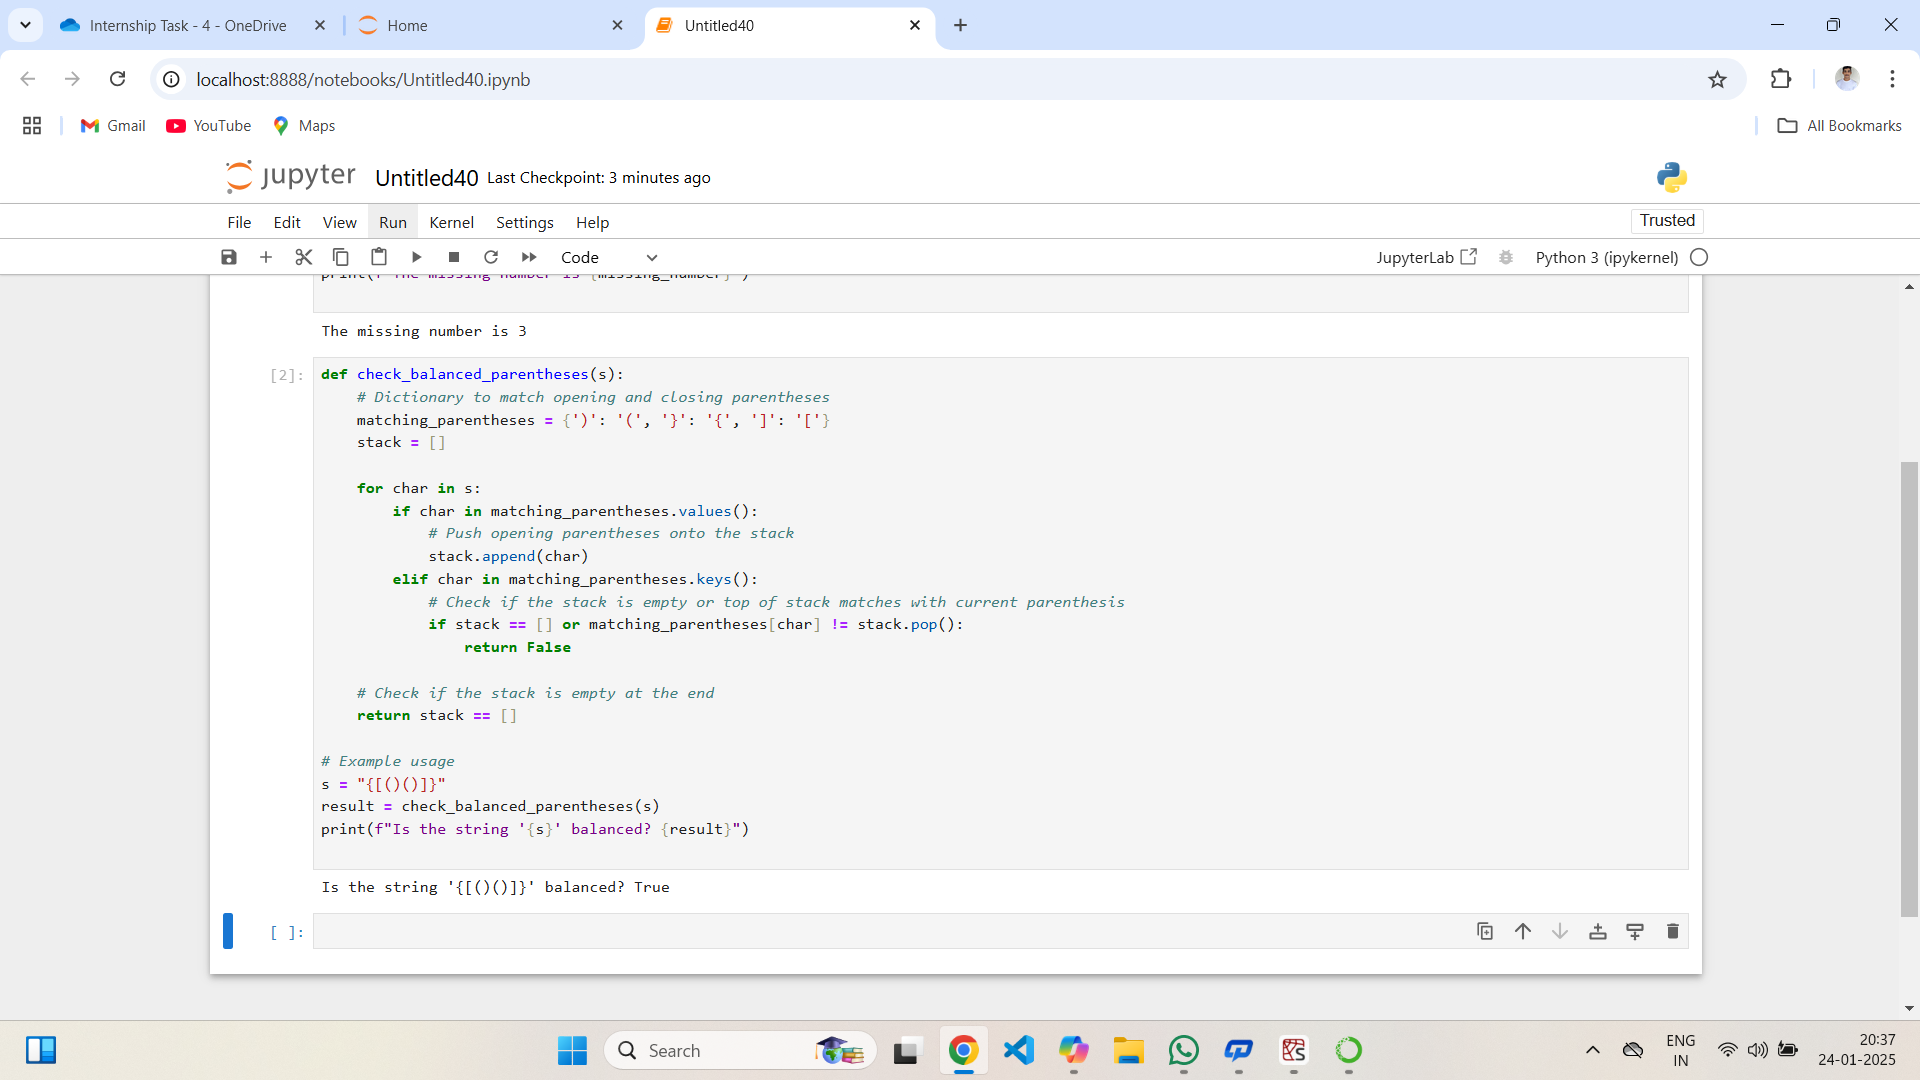 Internship Task - 4 - OneDrive
Home
Untitled40
localhost:8888/notebooks/Untitled40.ipynb
Gmail
YouTube
Maps
All Bookmarks
jupyter
Untitled40
Last Checkpoint: 3 minutes ago
File
Edit
View
Run
Kernel
Settings
Help
Trusted
Code
JupyterLab
Python 3 (ipykernel)
print(f"The missing number is {missing_number}")
The missing number is 3
[2]:
def check_balanced_parentheses(s):
    # Dictionary to match opening and closing parentheses
    matching_parentheses = {')': '(', '}': '{', ']': '['}
    stack = []
    for char in s:
        if char in matching_parentheses.values():
            # Push opening parentheses onto the stack
            stack.append(char)
        elif char in matching_parentheses.keys():
            # Check if the stack is empty or top of stack matches with current parenthesis
            if stack == [] or matching_parentheses[char] != stack.pop():
                return False
    # Check if the stack is empty at the end
    return stack == []
# Example usage
s = "{[()()]}"
result = check_balanced_parentheses(s)
print(f"Is the string '{s}' balanced? {result}")
Is the string '{[()()]}' balanced? True
[ ]:
Search
ENG
IN
20:37
24-01-2025